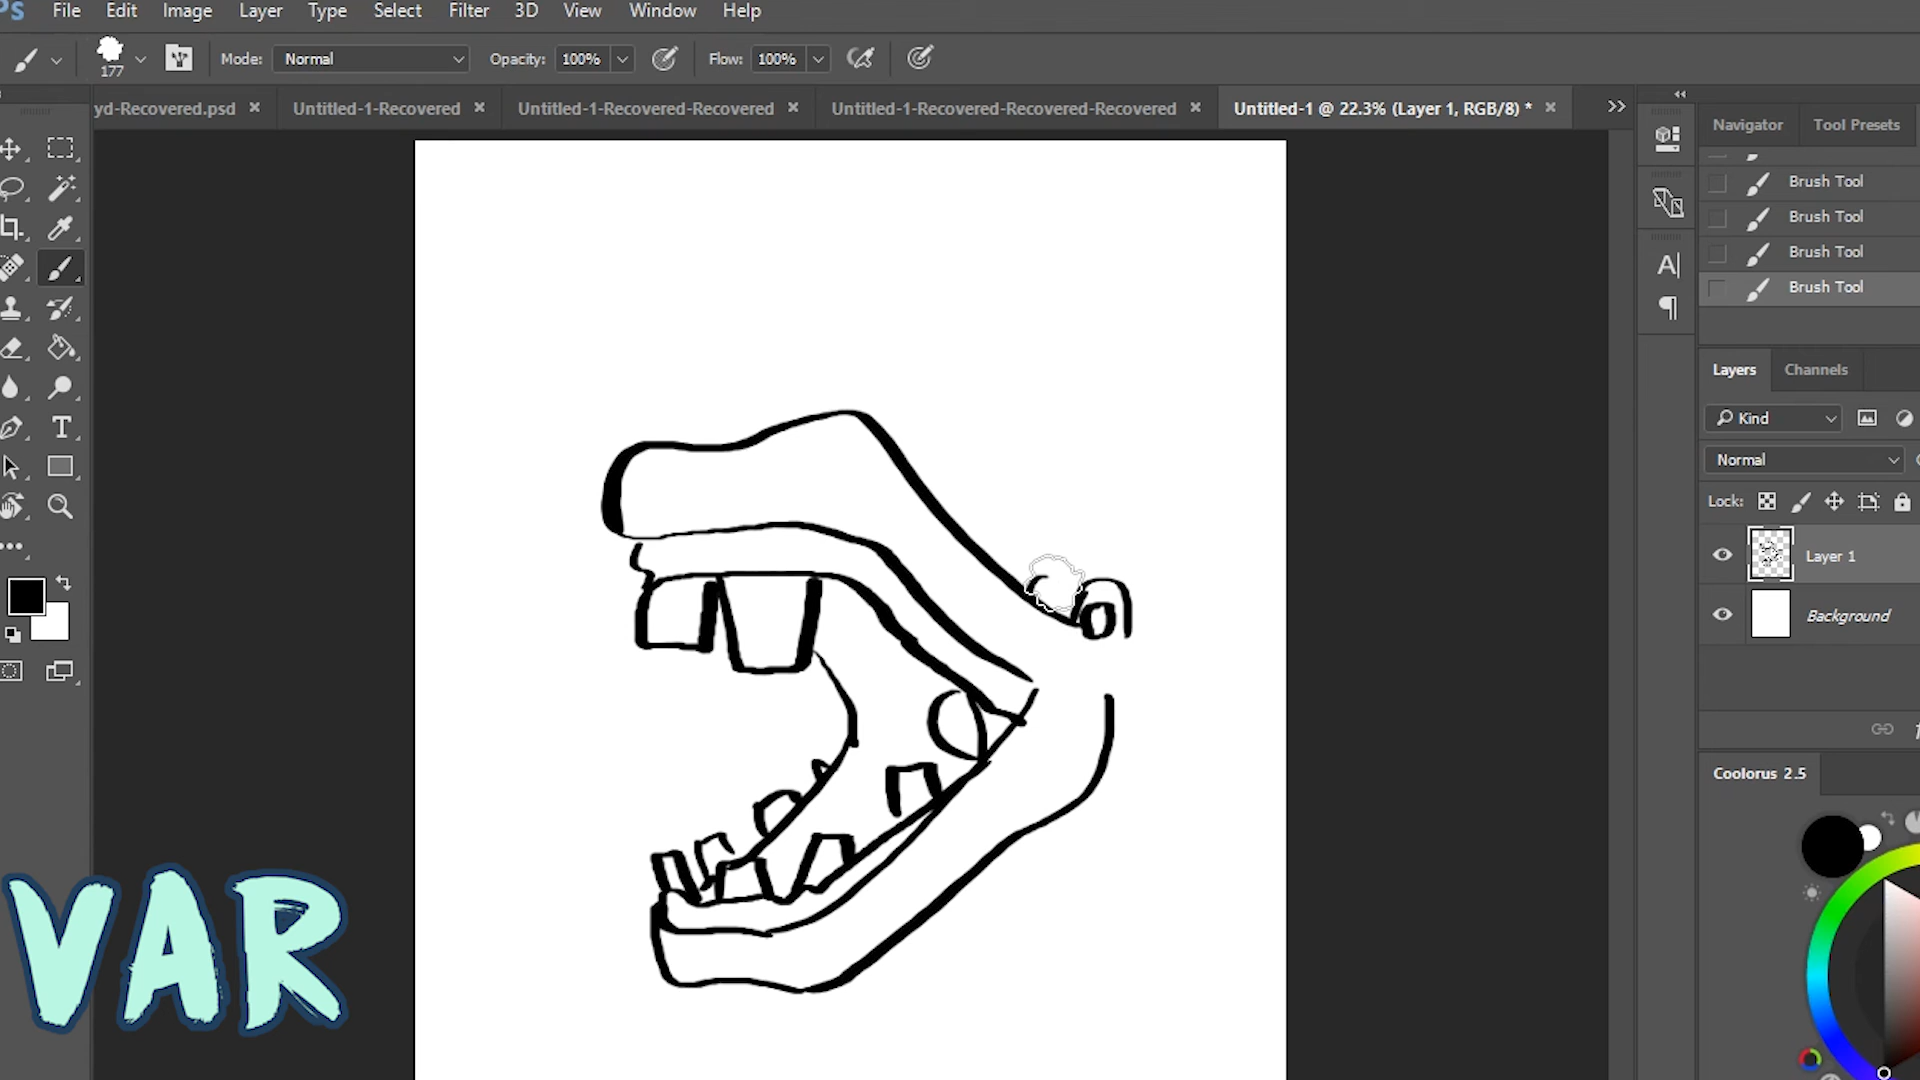 Ps File Edit Image Layer Type Select Filter 3D View Window Help
177 Mode: Normal Opacity: 100% Flow: 100%
yd-Recovered.psd × Untitled-1-Recovered × Untitled-1-Recovered-Recovered × Untitled-1-Recovered-Recovered-Recovered × Untitled-1 @ 22.3% (Layer 1, RGB/8) * ×
Navigator Tool Presets
Brush Tool
Brush Tool
Brush Tool
Brush Tool
Layers Channels
Kind
Normal
Lock:
Layer 1
Background
Coolorus 2.5
VAR